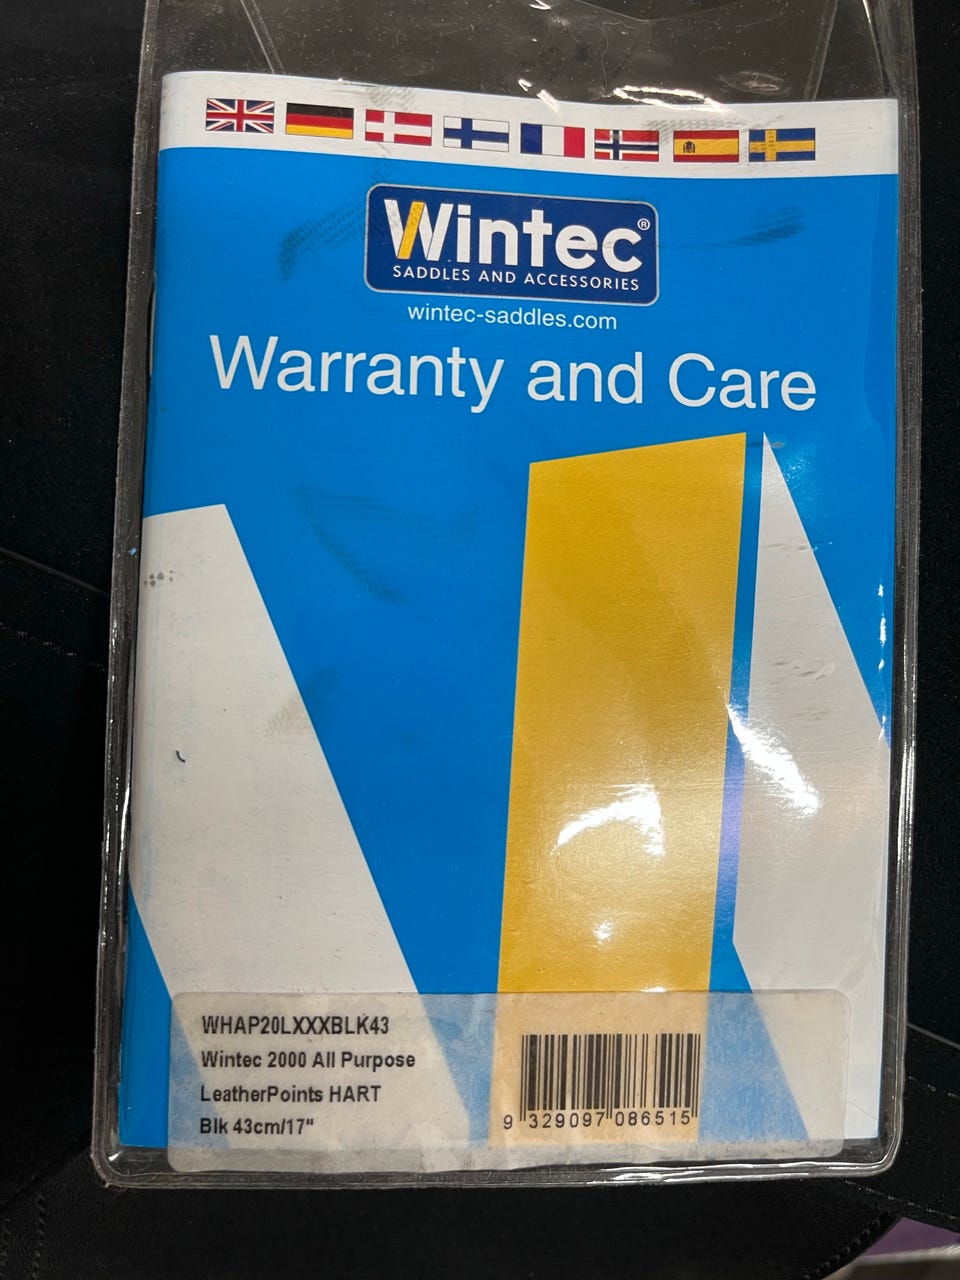 Wintec®
SADDLES AND ACCESSORIES
wintec-saddles.com
Warranty and Care
WHAP20LXXXBLK43
Wintec 2000 All Purpose
LeatherPoints HART
Blk 43cm/17"
9 329097 086515